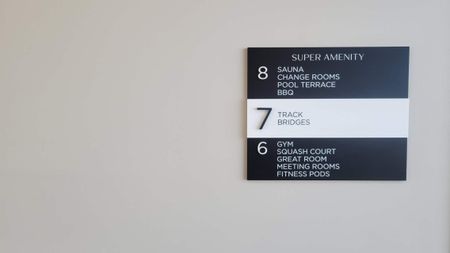 SUPER AMENITY
8
SAUNA
CHANGE ROOMS
POOL TERRACE
BBQ
7
TRACK
BRIDGES
6
GYM
SQUASH COURT
GREAT ROOM
MEETING ROOMS
FITNESS PODS